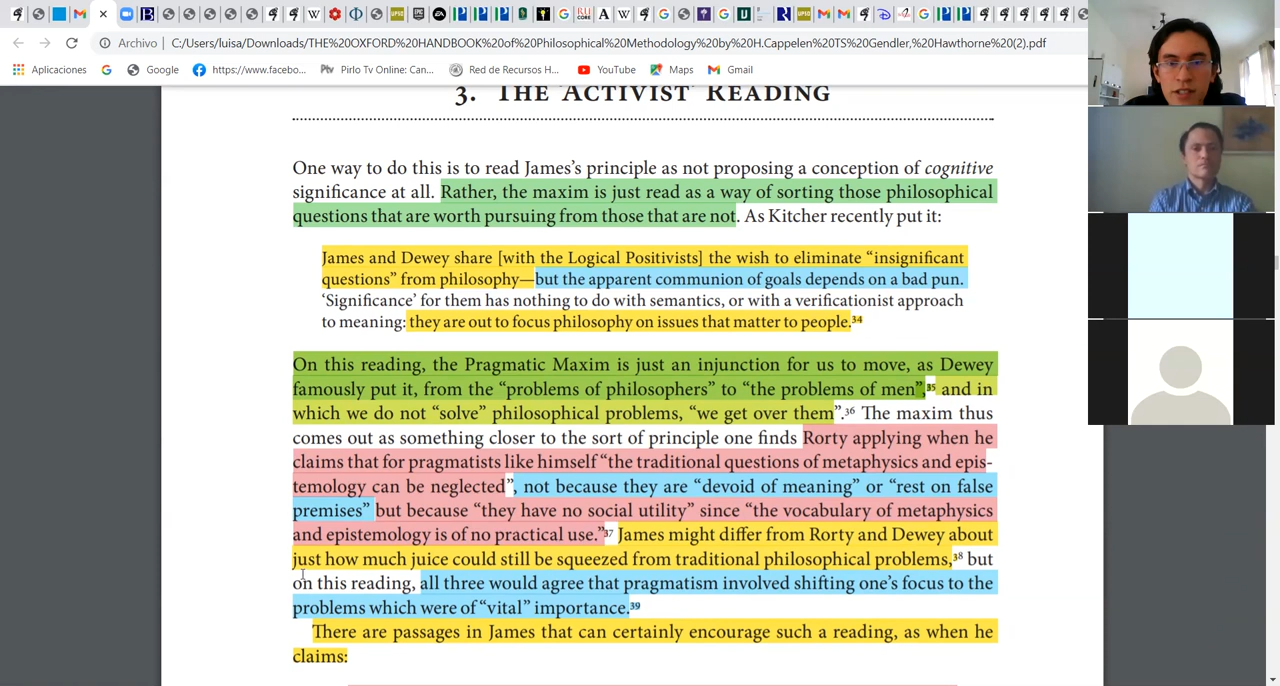 Archivo
C:/Users/luisa/Downloads/THE%20OXFORD%20HANDBOOK%20of%20Philosophical%20Methodology%20by%20H.Cappelen%20TS%20Gendler,%20Hawthorne%20(2).pdf
Aplicaciones
Google
https://www.facebo...
Pirlo Tv Online: Can...
Red de Recursos H...
YouTube
Maps
Gmail
3. The 'Activist' Reading
One way to do this is to read James's principle as not proposing a conception of cognitive
significance at all. Rather, the maxim is just read as a way of sorting those philosophical
questions that are worth pursuing from those that are not. As Kitcher recently put it:
James and Dewey share [with the Logical Positivists] the wish to eliminate “insignificant
questions” from philosophy—but the apparent communion of goals depends on a bad pun.
‘Significance’ for them has nothing to do with semantics, or with a verificationist approach
to meaning: they are out to focus philosophy on issues that matter to people.34
On this reading, the Pragmatic Maxim is just an injunction for us to move, as Dewey
famously put it, from the “problems of philosophers” to “the problems of men”,35 and in
which we do not “solve” philosophical problems, “we get over them”.36 The maxim thus
comes out as something closer to the sort of principle one finds Rorty applying when he
claims that for pragmatists like himself “the traditional questions of metaphysics and epis-
temology can be neglected”, not because they are “devoid of meaning” or “rest on false
premises” but because “they have no social utility” since “the vocabulary of metaphysics
and epistemology is of no practical use.”37 James might differ from Rorty and Dewey about
just how much juice could still be squeezed from traditional philosophical problems,38 but
on this reading, all three would agree that pragmatism involved shifting one's focus to the
problems which were of “vital” importance.39
There are passages in James that can certainly encourage such a reading, as when he
claims: